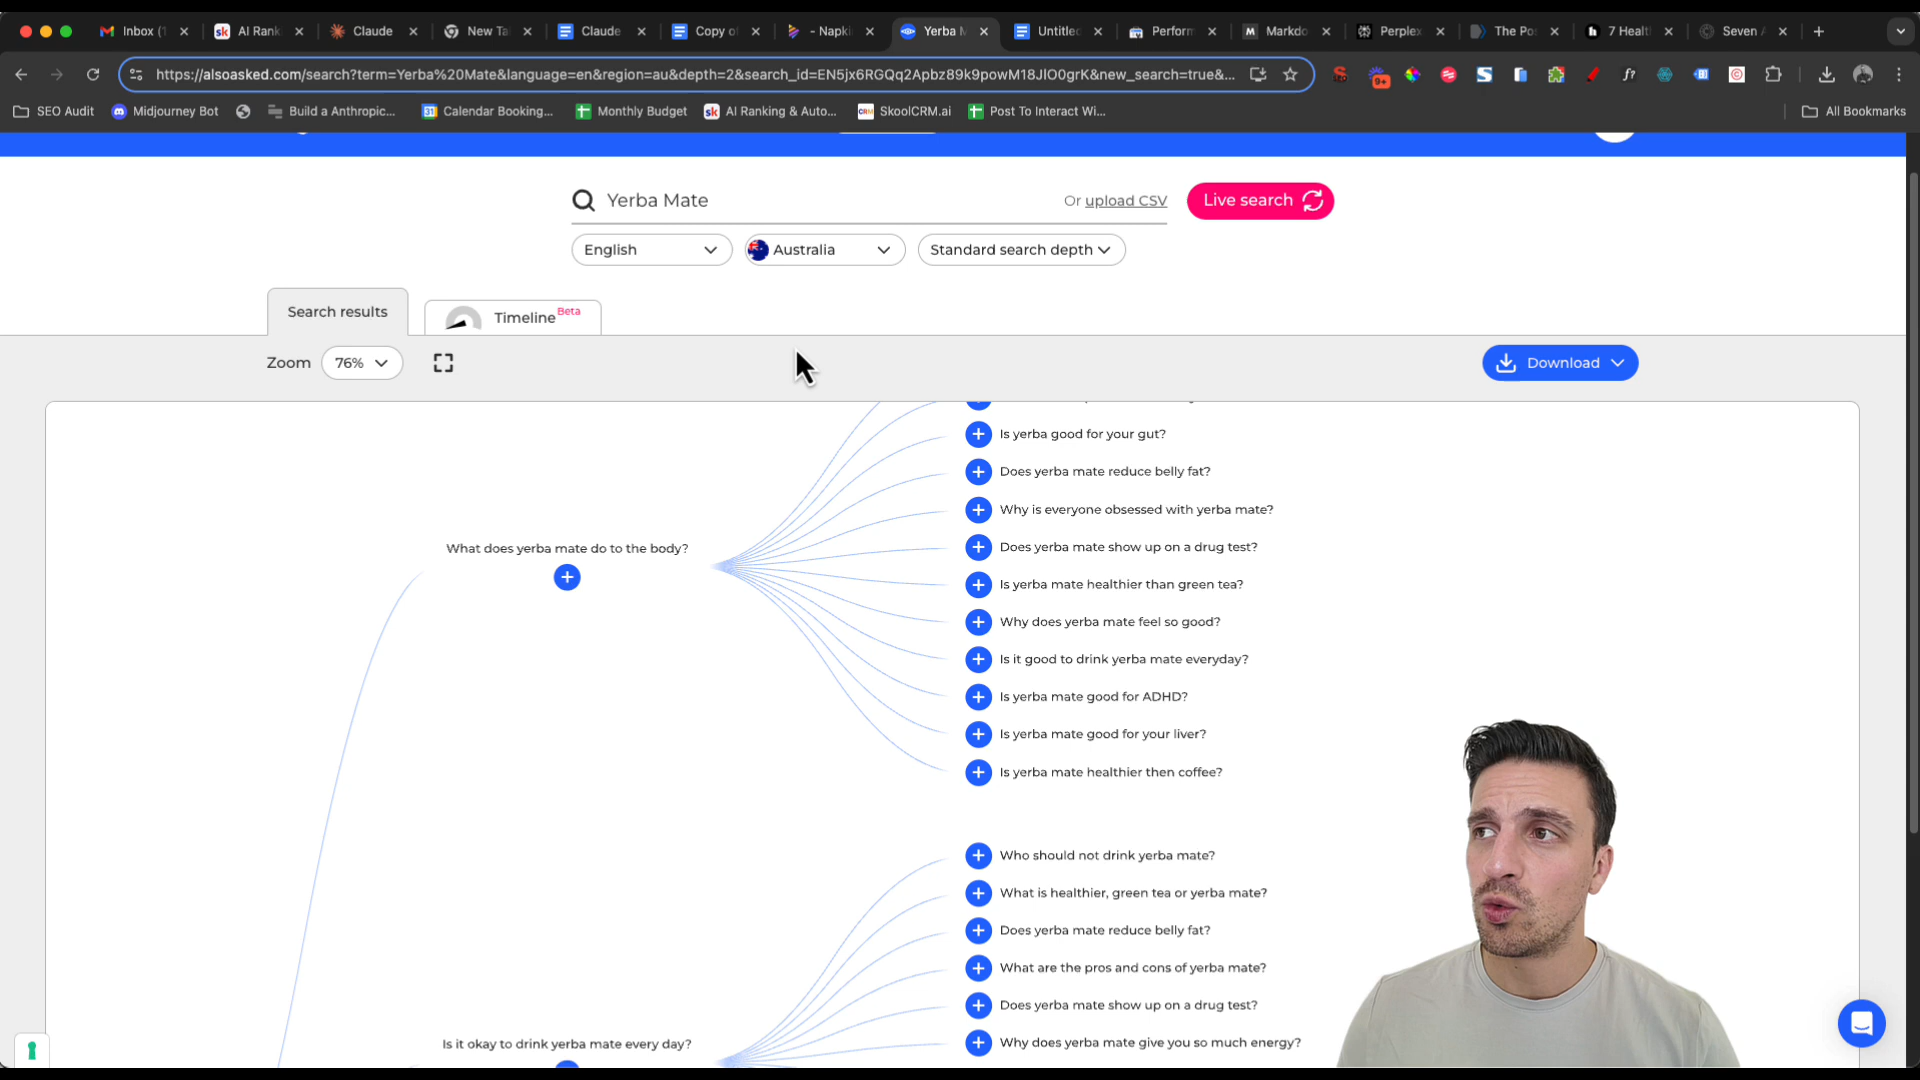 Inbox (1
AI Rank
Claude
New Ta
Claude
Copy o
- Napki
Yerba M
Untitle
Perform
Markdo
Perplex
The Pos
7 Healt
Seven A
https://alsoasked.com/search?term=Yerba%20Mate&language=en&region=au&depth=2&search_id=EN5jx6RGQq2Apbz89k9powM18JIO0grK&new_search=true&...
SEO Audit
Midjourney Bot
Build a Anthropic...
Calendar Booking...
Monthly Budget
AI Ranking & Auto...
SkoolCRM.ai
Post To Interact Wi...
All Bookmarks
Yerba Mate
Or upload CSV
Live search
English
Australia
Standard search depth
Search results
Timeline Beta
Zoom
76%
Download
Is yerba good for your gut?
Does yerba mate reduce belly fat?
Why is everyone obsessed with yerba mate?
What does yerba mate do to the body?
Does yerba mate show up on a drug test?
Is yerba mate healthier than green tea?
Why does yerba mate feel so good?
Is it good to drink yerba mate everyday?
Is yerba mate good for ADHD?
Is yerba mate good for your liver?
Is yerba mate healthier then coffee?
Who should not drink yerba mate?
What is healthier, green tea or yerba mate?
Does yerba mate reduce belly fat?
What are the pros and cons of yerba mate?
Does yerba mate show up on a drug test?
Why does yerba mate give you so much energy?
Is it okay to drink yerba mate every day?